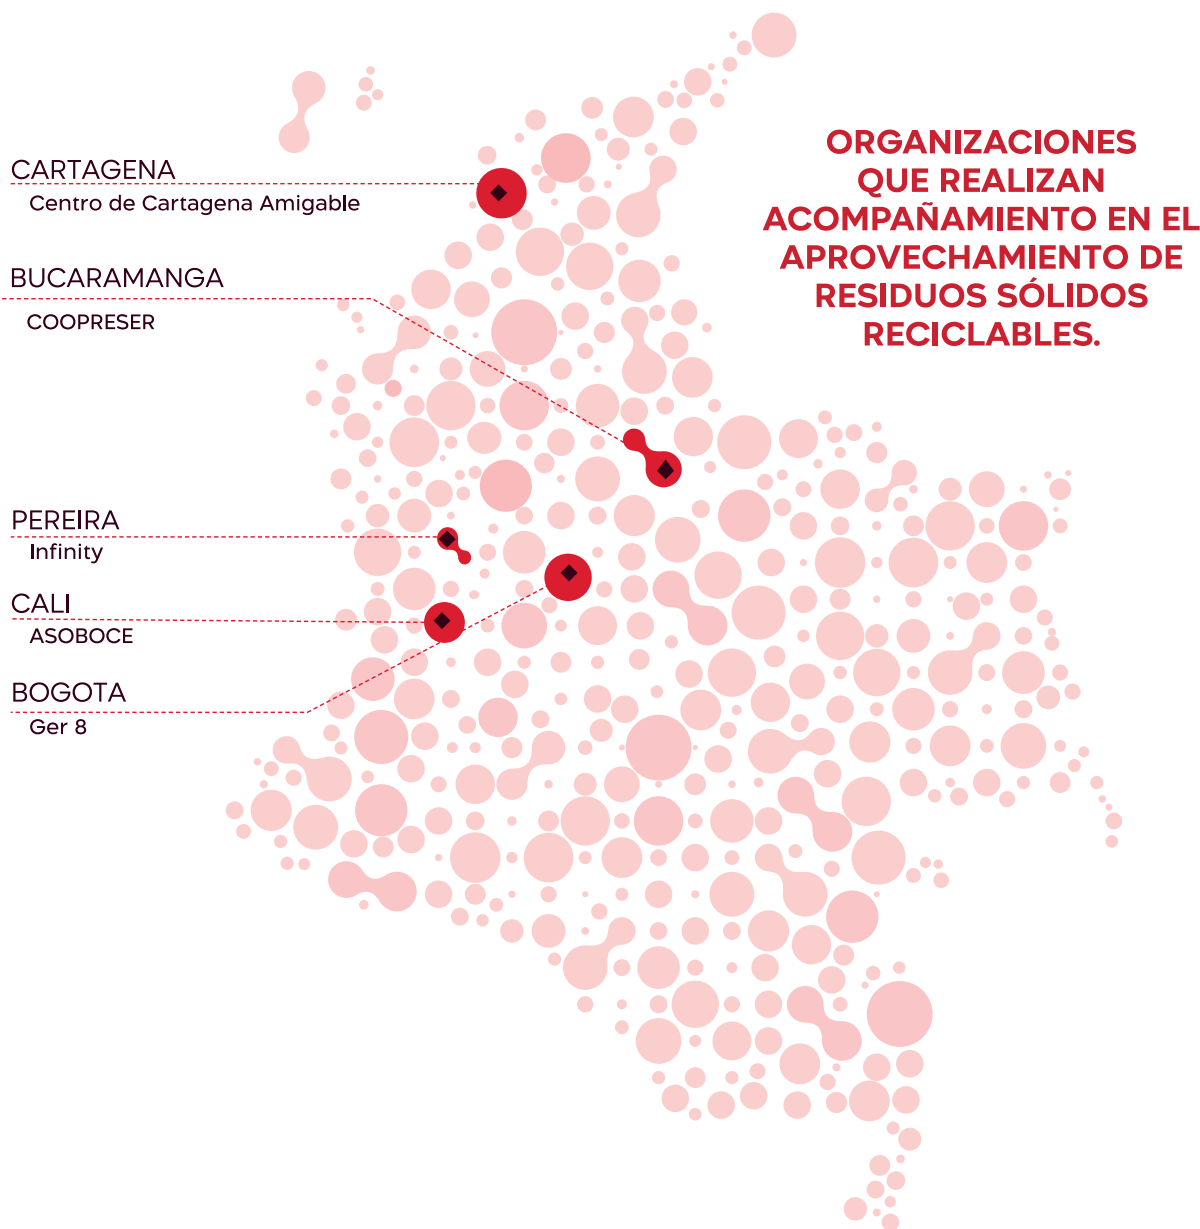 ORGANIZACIONES
QUE REALIZAN
ACOMPAÑAMIENTO EN EL
APROVECHAMIENTO DE
RESIDUOS SÓLIDOS
RECICLABLES.
CARTAGENA
Centro de Cartagena Amigable
BUCARAMANGA
COOPRESER
PEREIRA
Infinity
CALI
ASOBOCE
BOGOTA
Ger 8